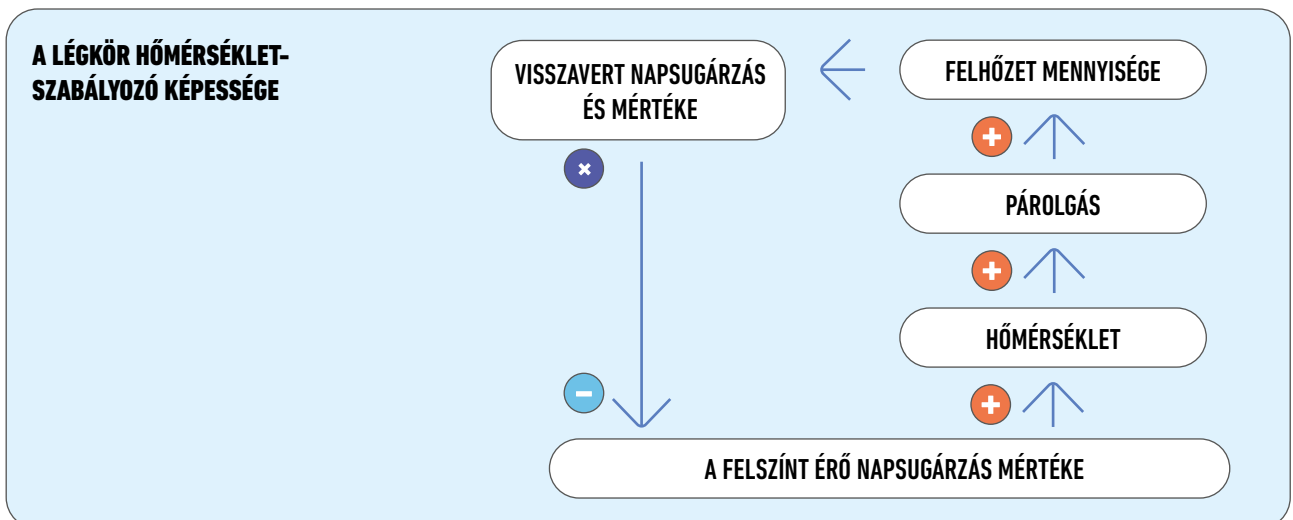 A LÉGKÖR HŐMÉRSÉKLET-
SZABÁLYOZÓ KÉPESSÉGE
VISSZAVERT NAPSUGÁRZÁS
ÉS MÉRTÉKE
FELHŐZET MENNYISÉGE
+
×
PÁROLGÁS
+
HŐMÉRSÉKLET
−
+
A FELSZÍNT ÉRŐ NAPSUGÁRZÁS MÉRTÉKE